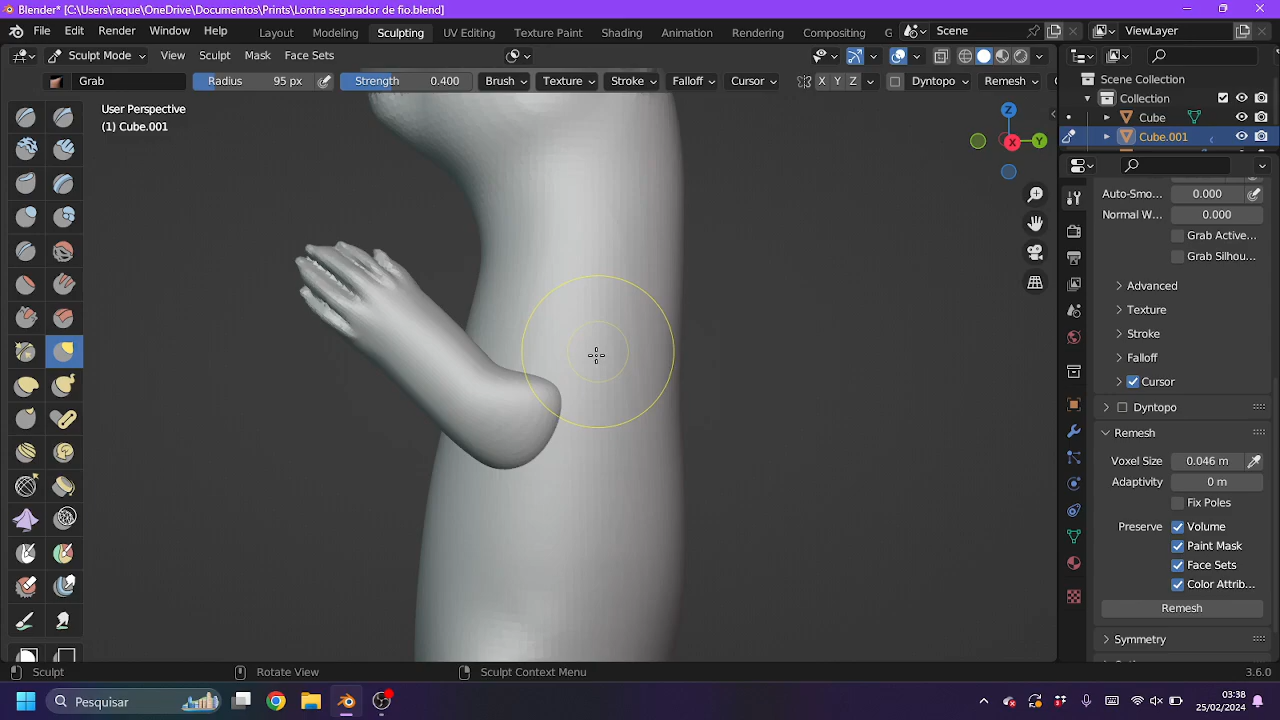 Blender* [C:\Users\raque\OneDrive\Documentos\Prints\Lontra segurador de fio.blend]
File Edit Render Window Help Layout Modeling Sculpting UV Editing Texture Paint Shading Animation Rendering Compositing G Scene ViewLayer
Sculpt Mode View Sculpt Mask Face Sets
Grab Radius 95 px Strength 0.400 Brush Texture Stroke Falloff Cursor X Y Z Dyntopo Remesh
User Perspective
(1) Cube.001
Z
X
Y
Scene Collection
Collection
Cube
Cube.001
Auto-Smo... 0.000
Normal W... 0.000
Grab Active...
Grab Silhou...
Advanced
Texture
Stroke
Falloff
Cursor
Dyntopo
Remesh
Voxel Size 0.046 m
Adaptivity 0 m
Fix Poles
Preserve Volume
Paint Mask
Face Sets
Color Attrib...
Remesh
Symmetry
Sculpt Rotate View Sculpt Context Menu 3.6.0
Pesquisar
03:38
25/02/2024